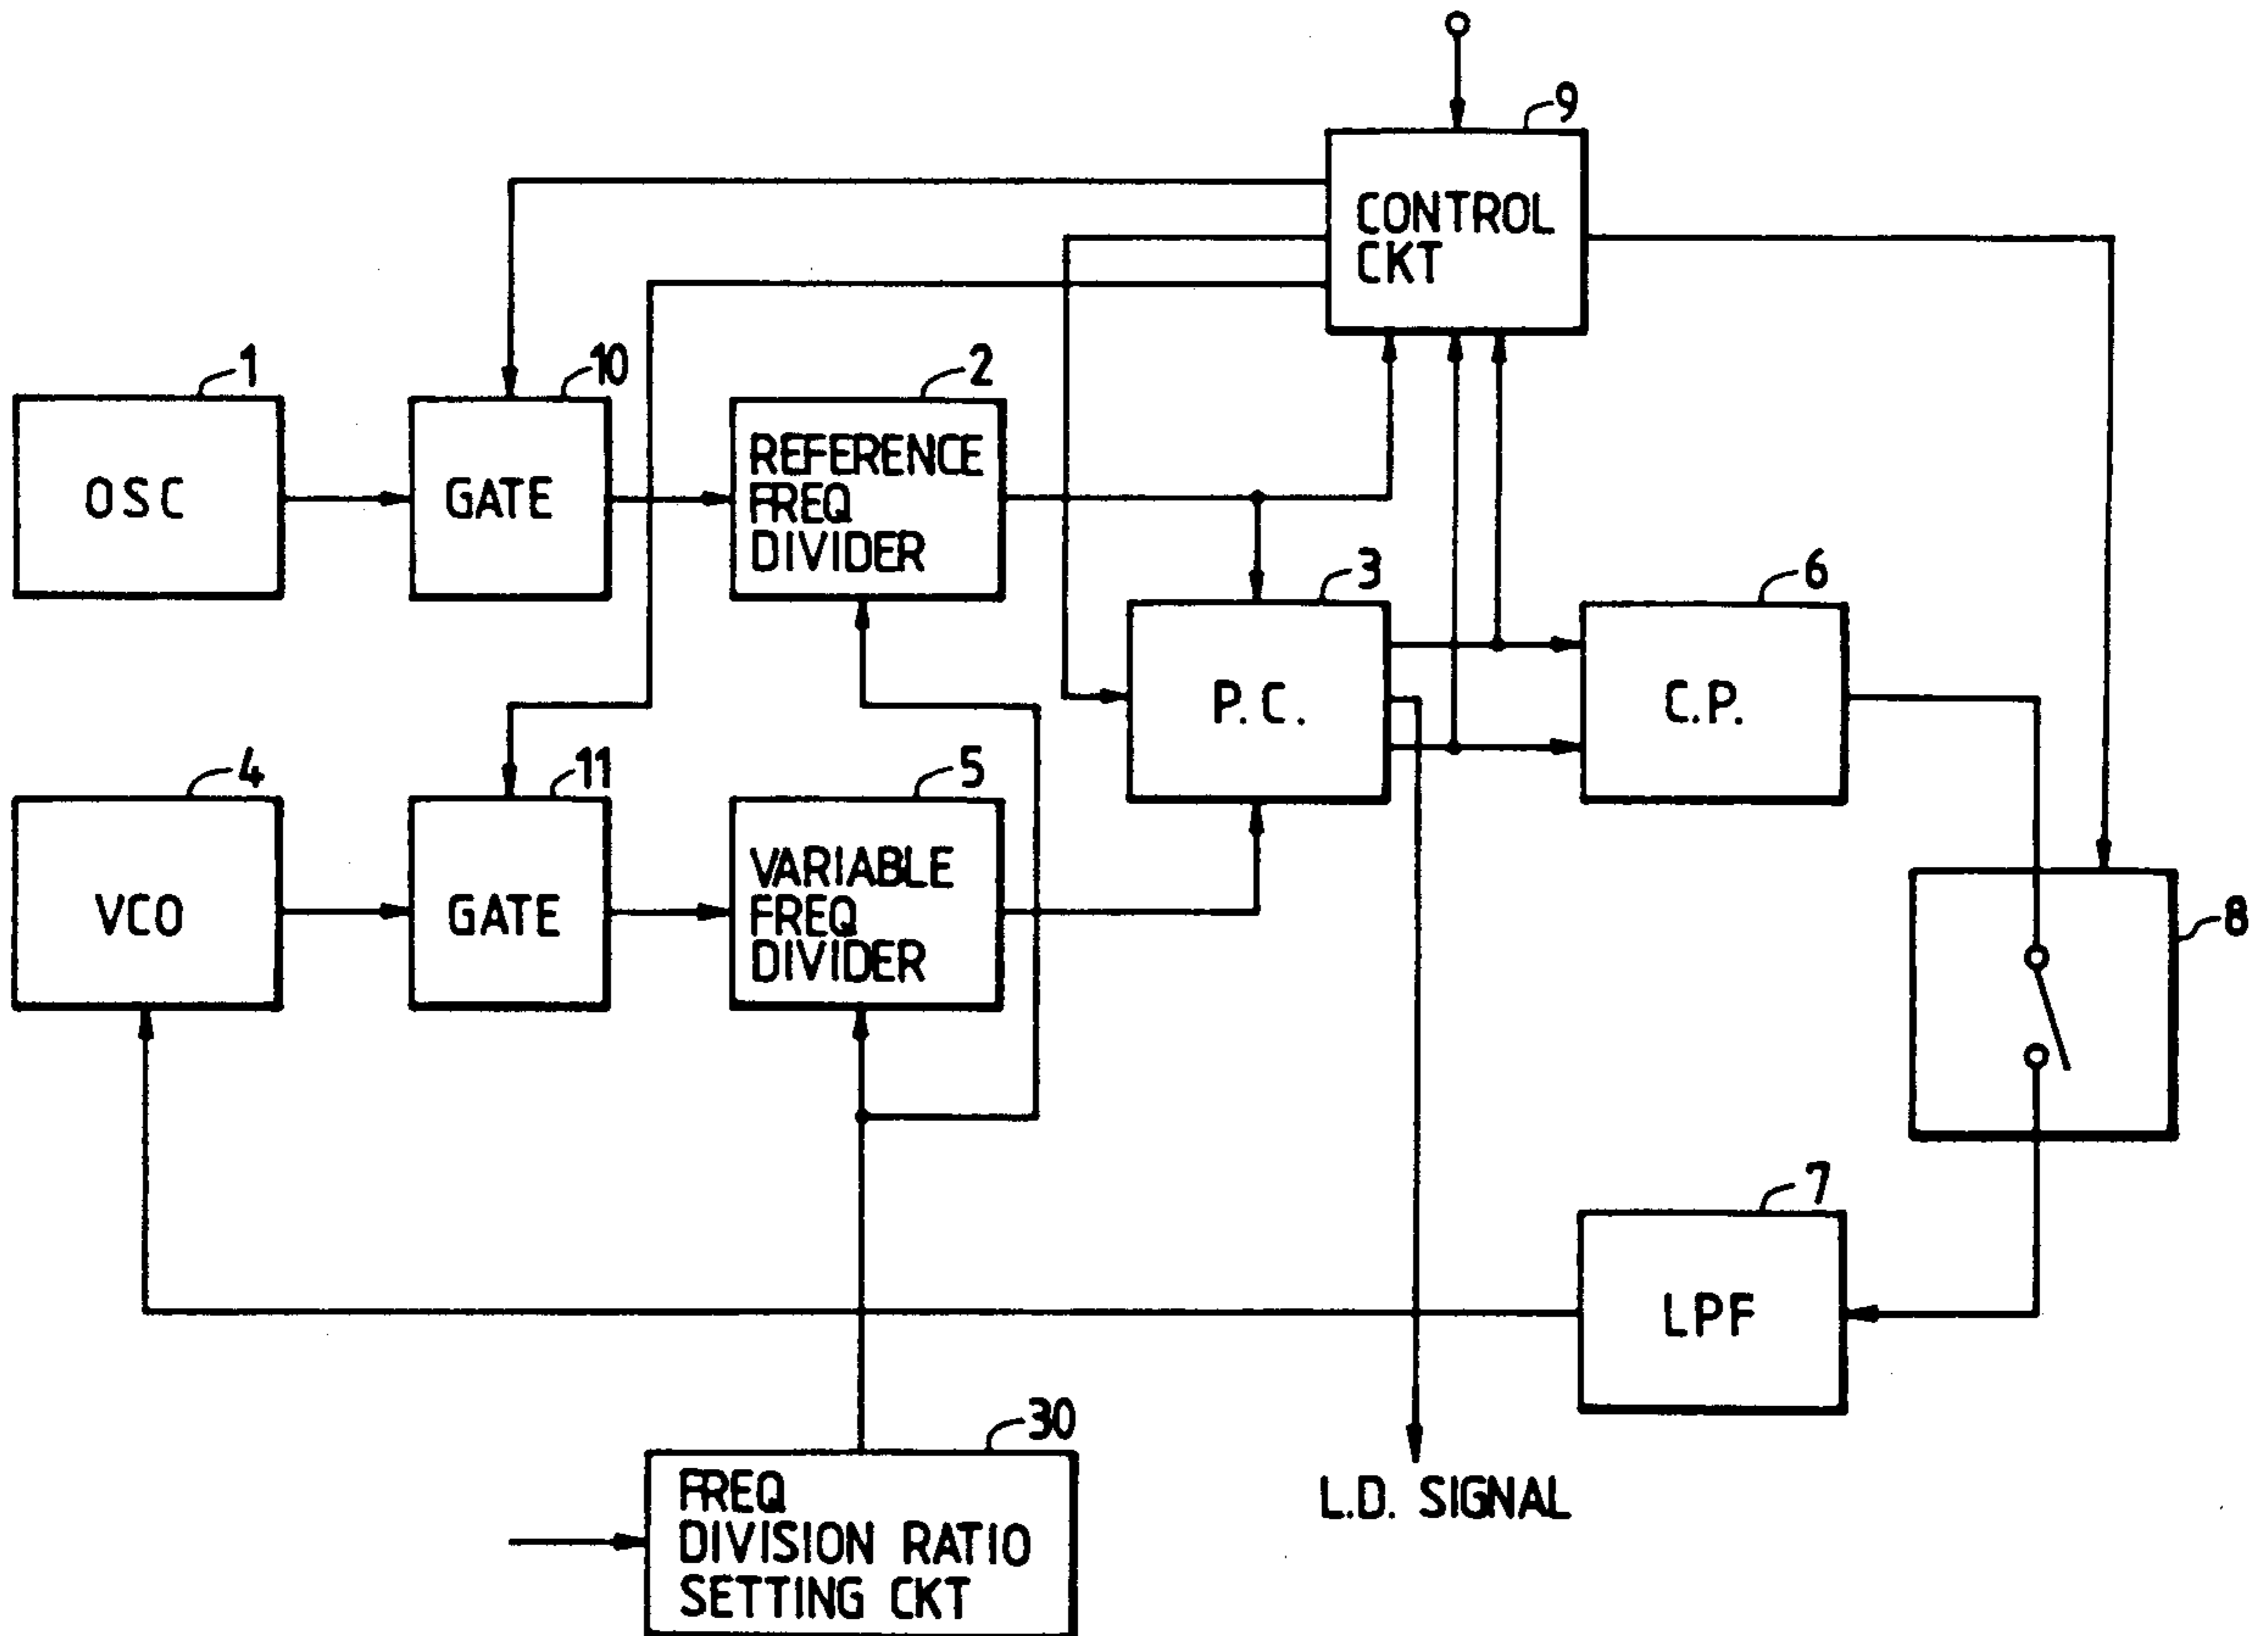 9
CONTROL
CKT
1
10
2
OSC
GATE
REFERENCE
FREQ
DIVIDER
3
6
P.C.
C.P.
4
11
5
VCO
GATE
VARIABLE
FREQ
DIVIDER
8
7
LPF
30
FREQ
DIVISION RATIO
SETTING CKT
L.D. SIGNAL